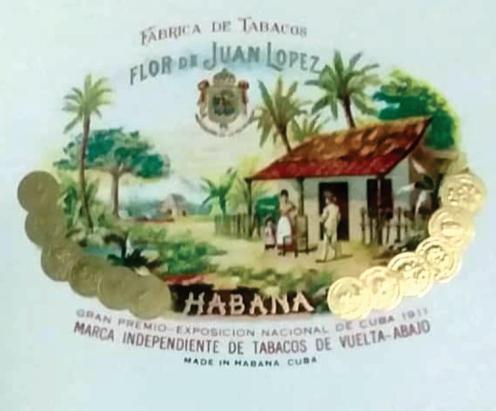 FÁBRICA DE TABACOS
FLOR DE JUAN LOPEZ
HABANA
GRAN PREMIO-EXPOSICION NACIONAL DE CUBA 1911
MARCA INDEPENDIENTE DE TABACOS DE VUELTA-ABAJO
MADE IN HABANA CUBA